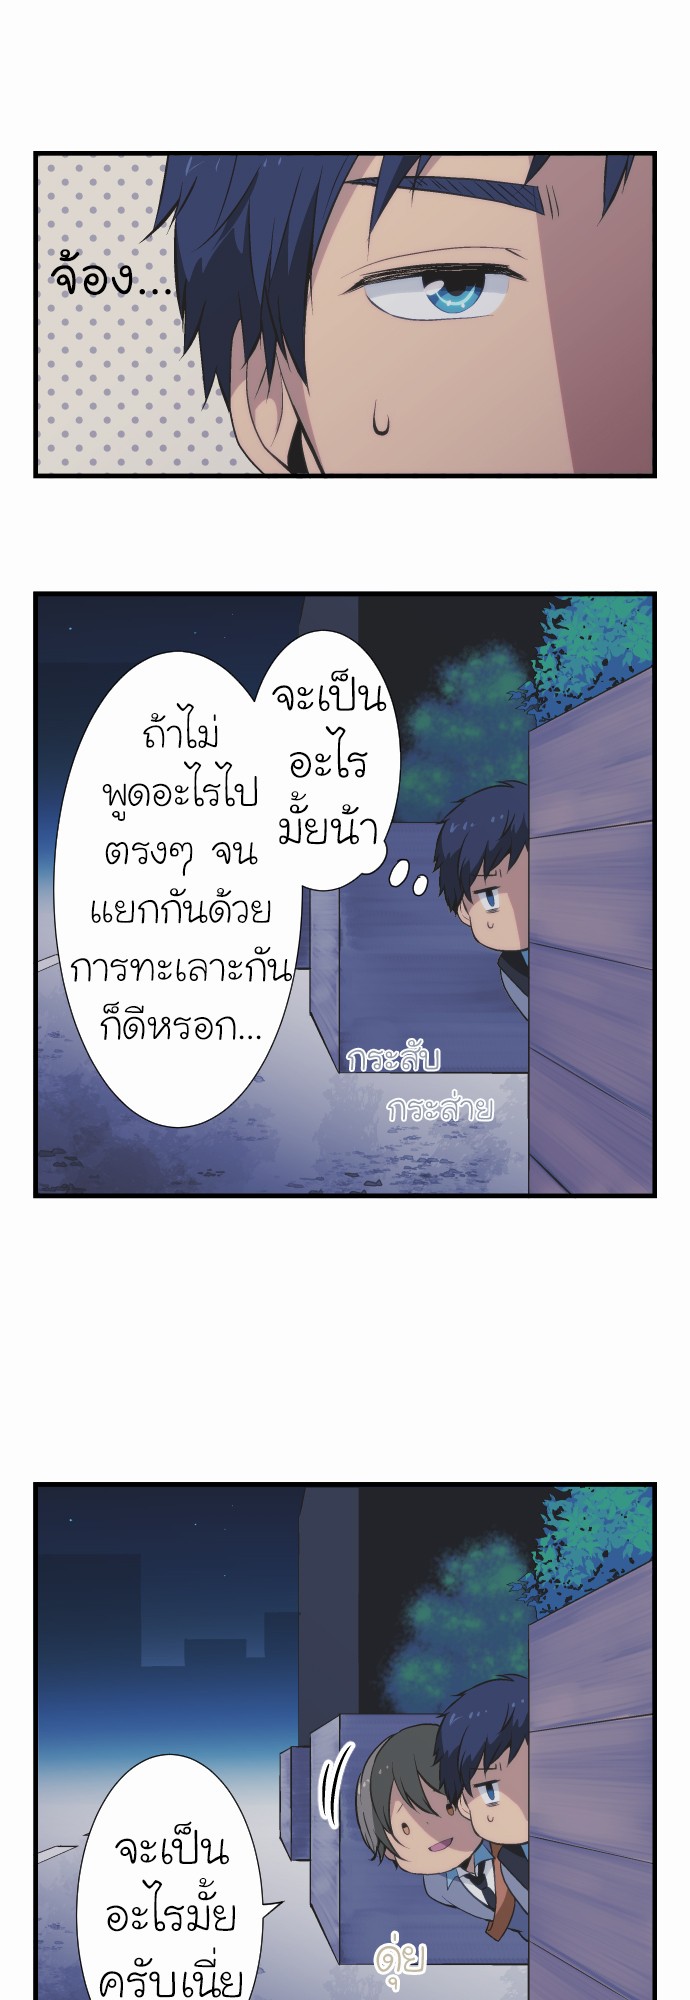 จ้อง...
จะเป็น
อะไร
มั้ยน้า
ถ้าไม่
พูดอะไรไป
ตรงๆ จน
แยกกันด้วย
การทะเลาะกัน
ก็ดีหรอก...
กระสับ
กระส่าย
จะเป็น
อะไรมั้ย
ครับเนี่ย
ดุ่ย